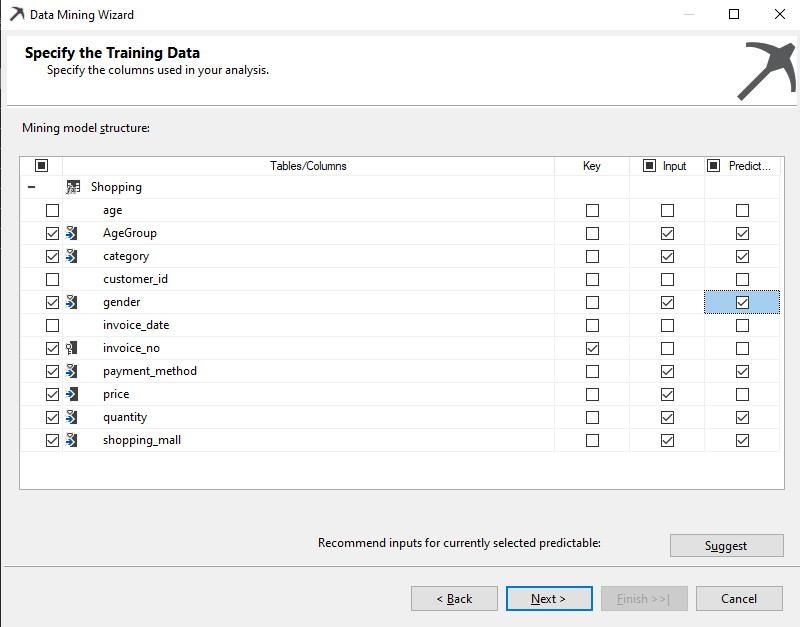 Data Mining Wizard
Specify the Training Data
Specify the columns used in your analysis.
Mining model structure:
Tables/Columns Key Input Predict...
Shopping
age
AgeGroup
category
customer_id
gender
invoice_date
invoice_no
payment_method
price
quantity
shopping_mall
Recommend inputs for currently selected predictable: Suggest
< Back Next > Finish >>| Cancel